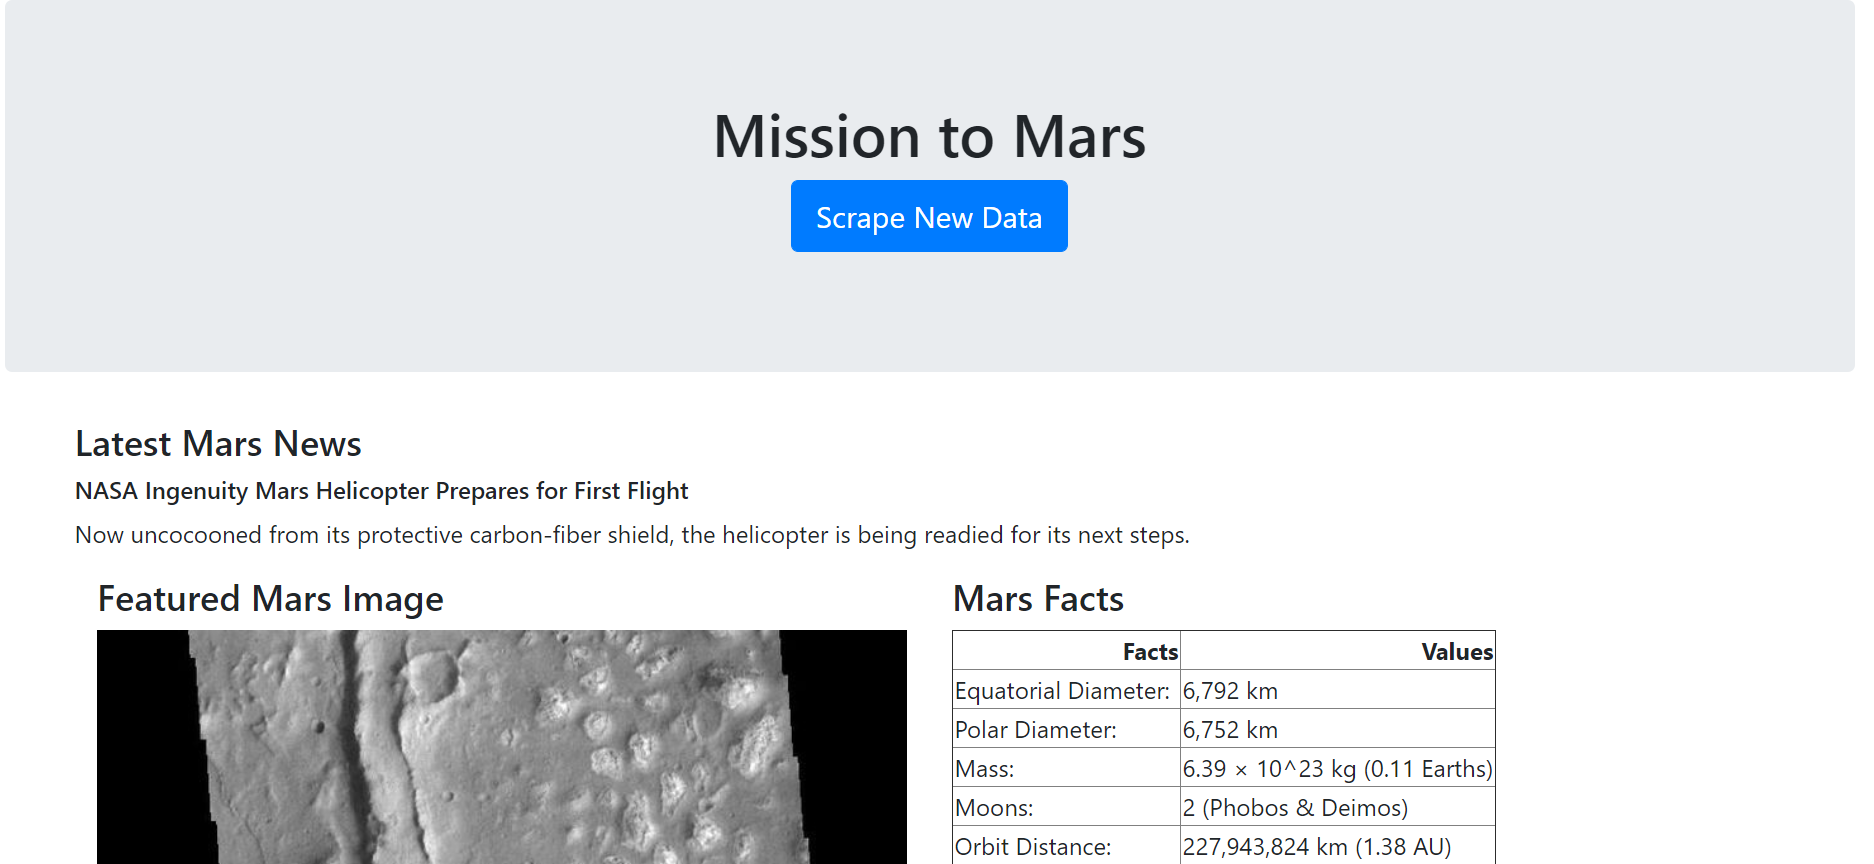 Mission to Mars
Scrape New Data
Latest Mars News
NASA Ingenuity Mars Helicopter Prepares for First Flight
Now uncocooned from its protective carbon-fiber shield, the helicopter is being readied for its next steps.
Featured Mars Image
Mars Facts
Facts Values
Equatorial Diameter: 6,792 km
Polar Diameter: 6,752 km
Mass: 6.39 × 10^23 kg (0.11 Earths)
Moons: 2 (Phobos & Deimos)
Orbit Distance: 227,943,824 km (1.38 AU)